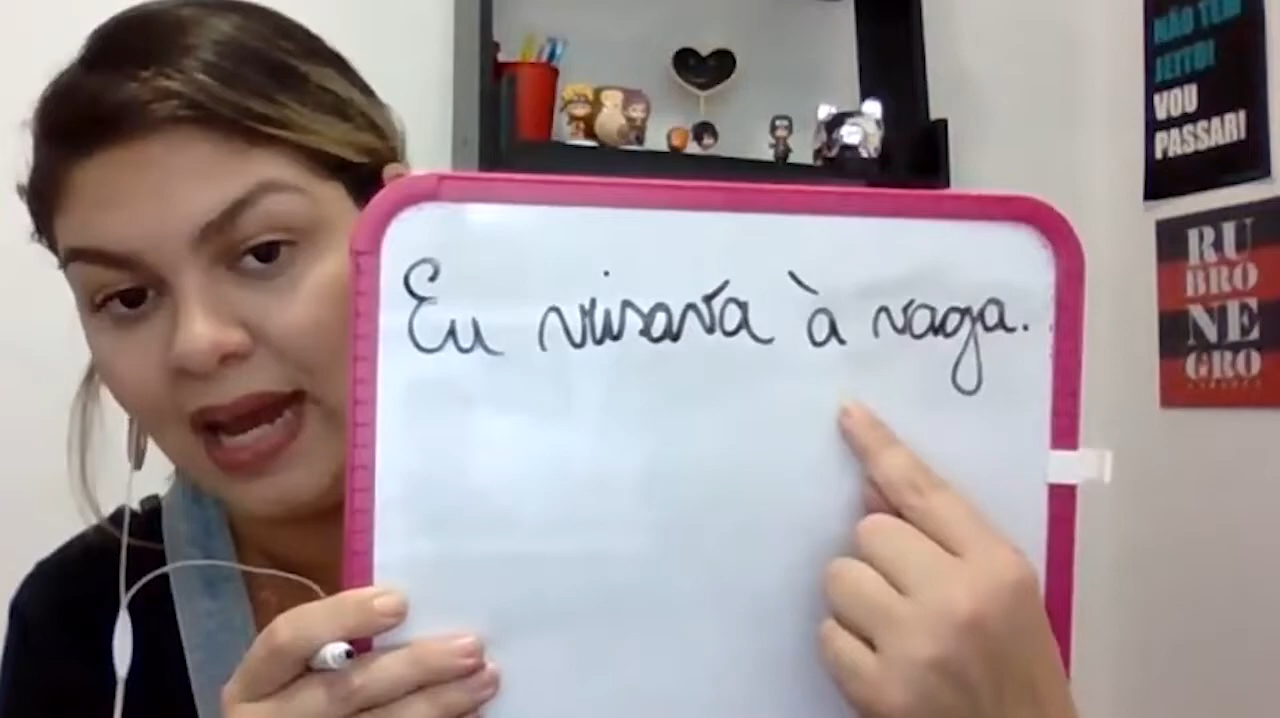 Eu visava à vaga.
NÃO TEM
JEITO!
VOU
PASSAR!
RU
BRO
NE
GRO